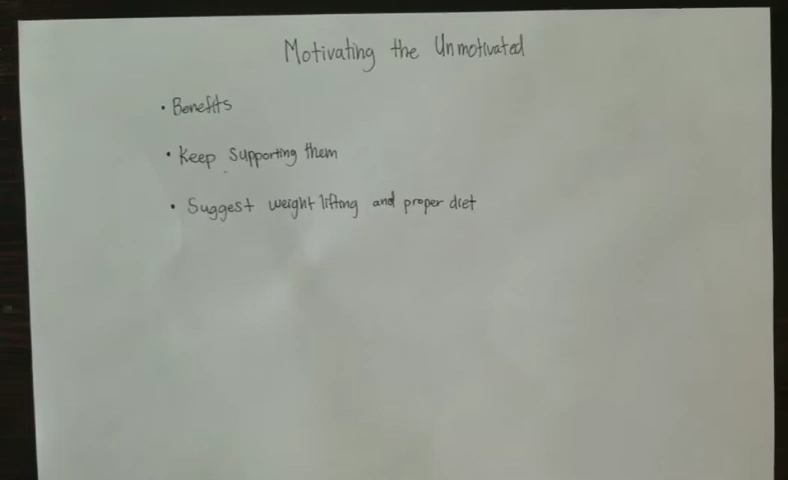 Motivating the Unmotivated
• Benefits
• Keep supporting them
• Suggest weight lifting and proper diet